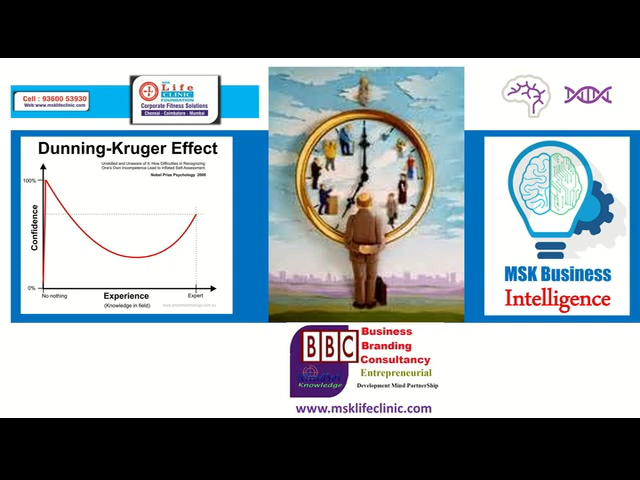 Cell : 93600 53930
Web:www.msklifeclinic.com
MSK
Life
CLINIC
FOUNDATION
Corporate Fitness Solutions
Chennai - Coimbatore - Mumbai
Dunning-Kruger Effect
Unskilled and Unaware of It: How Difficulties in Recognizing
One's Own Incompetence Lead to Inflated Self-Assessment.
Nobel Prize Psychology 2000
100%
Confidence
0%
No nothing
Experience
Expert
(Knowledge in field)
MSK Business
Intelligence
BBC
Business
Branding
Consultancy
Entrepreneurial
Development Mind PartnerShip
MindSet
Knowledge
www.msklifeclinic.com